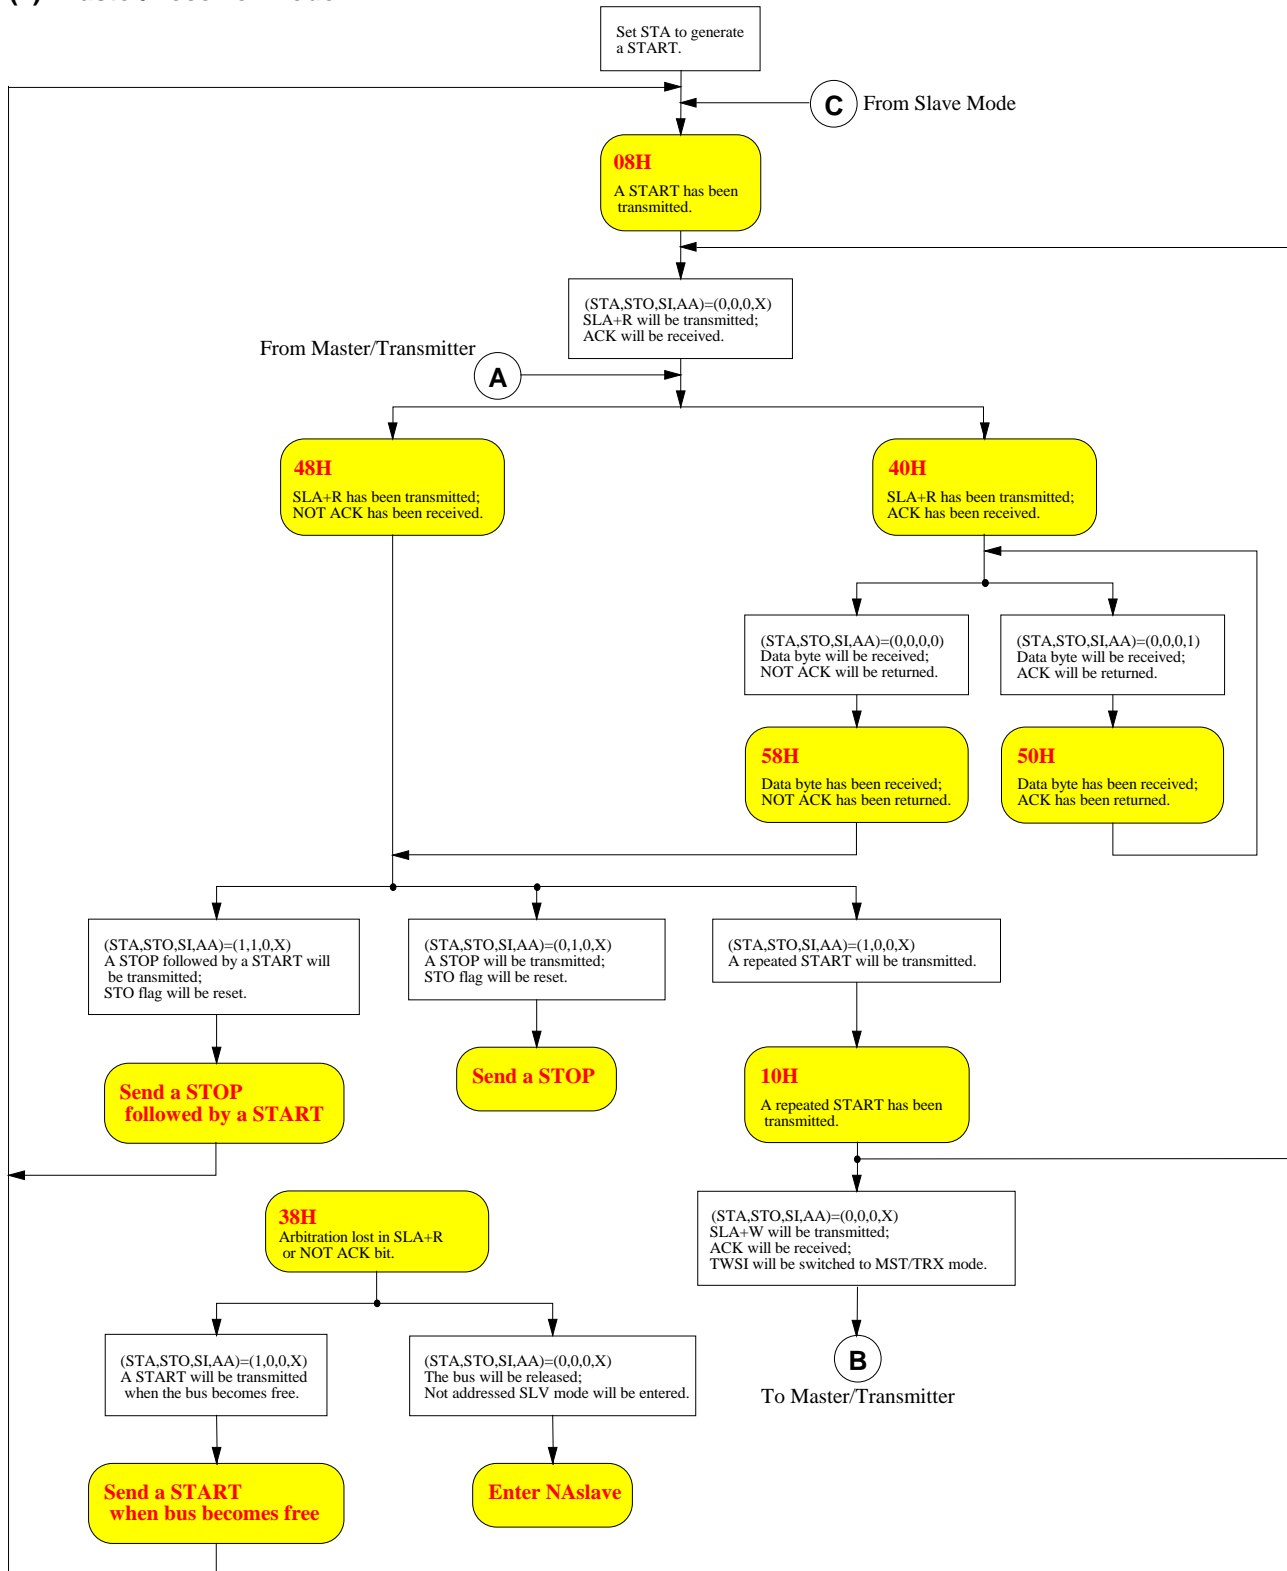 Set STA to generate
a START.
C
From Slave Mode
08H
A START has been
transmitted.
(STA,STO,SI,AA)=(0,0,0,X)
SLA+R will be transmitted;
ACK will be received.
From Master/Transmitter
A
48H
SLA+R has been transmitted;
NOT ACK has been received.
40H
SLA+R has been transmitted;
ACK has been received.
(STA,STO,SI,AA)=(0,0,0,0)
Data byte will be received;
NOT ACK will be returned.
(STA,STO,SI,AA)=(0,0,0,1)
Data byte will be received;
ACK will be returned.
58H
Data byte has been received;
NOT ACK has been returned.
50H
Data byte has been received;
ACK has been returned.
(STA,STO,SI,AA)=(1,1,0,X)
A STOP followed by a START will
be transmitted;
STO flag will be reset.
(STA,STO,SI,AA)=(0,1,0,X)
A STOP will be transmitted;
STO flag will be reset.
(STA,STO,SI,AA)=(1,0,0,X)
A repeated START will be transmitted.
Send a STOP
followed by a START
Send a STOP
10H
A repeated START has been
transmitted.
38H
Arbitration lost in SLA+R
or NOT ACK bit.
(STA,STO,SI,AA)=(0,0,0,X)
SLA+W will be transmitted;
ACK will be received;
TWSI will be switched to MST/TRX mode.
(STA,STO,SI,AA)=(1,0,0,X)
A START will be transmitted
when the bus becomes free.
(STA,STO,SI,AA)=(0,0,0,X)
The bus will be released;
Not addressed SLV mode will be entered.
B
To Master/Transmitter
Send a START
when bus becomes free
Enter NAslave